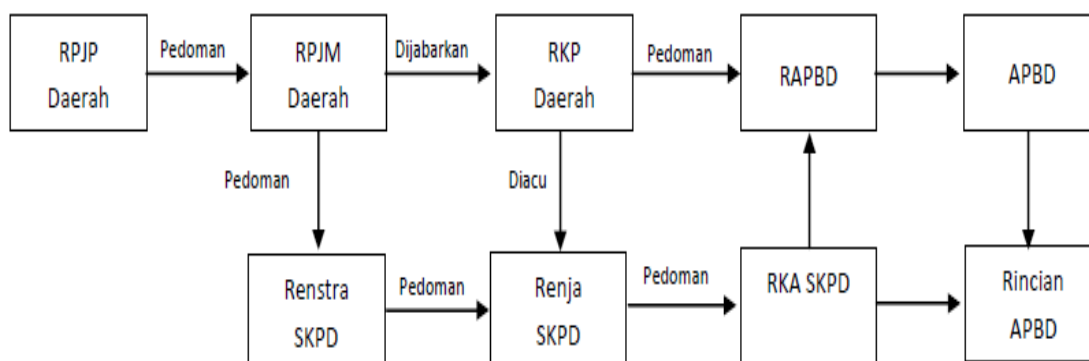 RPJP
Daerah
Pedoman
RPJM
Daerah
Dijabarkan
RKP
Daerah
Pedoman
RAPBD
APBD
Pedoman
Diacu
Renstra
SKPD
Pedoman
Renja
SKPD
Pedoman
RKA SKPD
Rincian
APBD